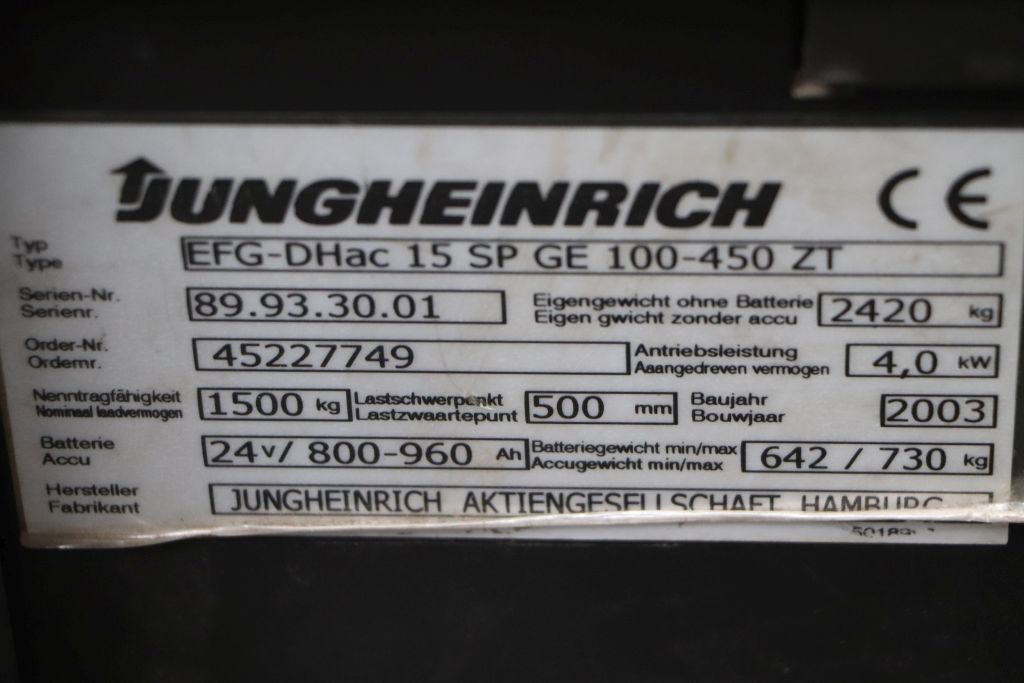 JUNGHEINRICH CE
Typ
Type
EFG-DHac 15 SP GE 100-450 ZT
Serien-Nr.
Serienr.
89.93.30.01
Eigengewicht ohne Batterie
Eigen gwicht zonder accu
2420 kg
Order-Nr.
Ordernr.
45227749
Antriebsleistung
Aaangedreven vermogen
4,0 kW
Nenntragfähigkeit
Nominaal laadvermogen
1500 kg
Lastschwerpunkt
Lastzwaartepunt
500 mm
Baujahr
Bouwjaar
2003
Batterie
Accu
24v/ 800-960 Ah
Batteriegewicht min/max
Accugewicht min/max
642 / 730 kg
Hersteller
Fabrikant
JUNGHEINRICH AKTIENGESELLSCHAFT HAMBURG